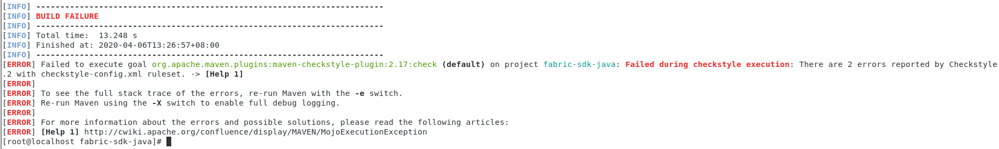 [INFO] ------------------------------------------------------------------------
[INFO] BUILD FAILURE
[INFO] ------------------------------------------------------------------------
[INFO] Total time:  13.248 s
[INFO] Finished at: 2020-04-06T13:26:57+08:00
[INFO] ------------------------------------------------------------------------
[ERROR] Failed to execute goal org.apache.maven.plugins:maven-checkstyle-plugin:2.17:check (default) on project fabric-sdk-java: Failed during checkstyle execution: There are 2 errors reported by Checkstyle
.2 with checkstyle-config.xml ruleset. -> [Help 1]
[ERROR]
[ERROR] To see the full stack trace of the errors, re-run Maven with the -e switch.
[ERROR] Re-run Maven using the -X switch to enable full debug logging.
[ERROR]
[ERROR] For more information about the errors and possible solutions, please read the following articles:
[ERROR] [Help 1] http://cwiki.apache.org/confluence/display/MAVEN/MojoExecutionException
[root@localhost fabric-sdk-java]#